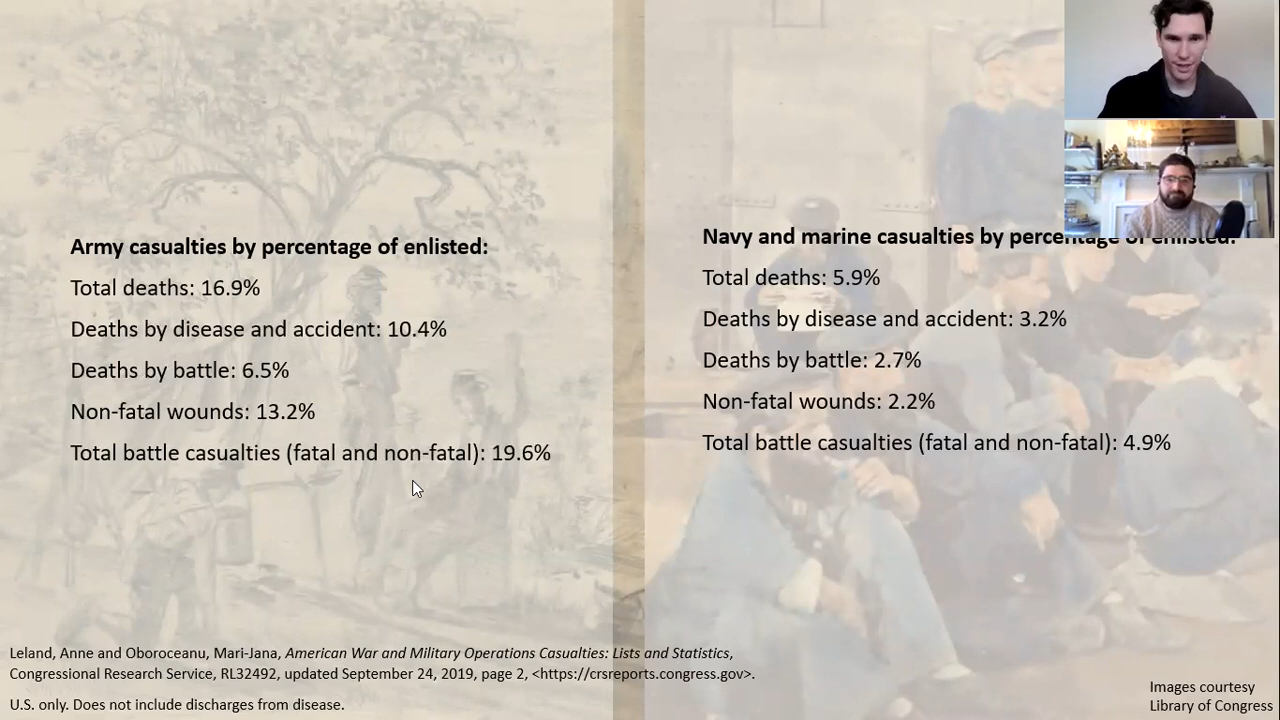 Army casualties by percentage of enlisted:
Total deaths: 16.9%
Deaths by disease and accident: 10.4%
Deaths by battle: 6.5%
Non-fatal wounds: 13.2%
Total battle casualties (fatal and non-fatal): 19.6%
Navy and marine casualties by percentage of enlisted:
Total deaths: 5.9%
Deaths by disease and accident: 3.2%
Deaths by battle: 2.7%
Non-fatal wounds: 2.2%
Total battle casualties (fatal and non-fatal): 4.9%
Leland, Anne and Oboroceanu, Mari-Jana, American War and Military Operations Casualties: Lists and Statistics,
Congressional Research Service, RL32492, updated September 24, 2019, page 2, <https://crsreports.congress.gov>.
U.S. only. Does not include discharges from disease.
Images courtesy
Library of Congress